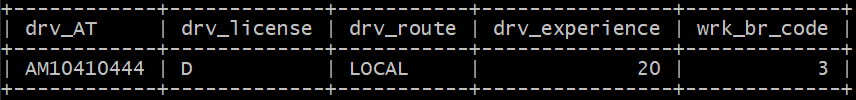 drv_AT | drv_license | drv_route | drv_experience | wrk_br_code
AM10410444 | D | LOCAL | 20 | 3